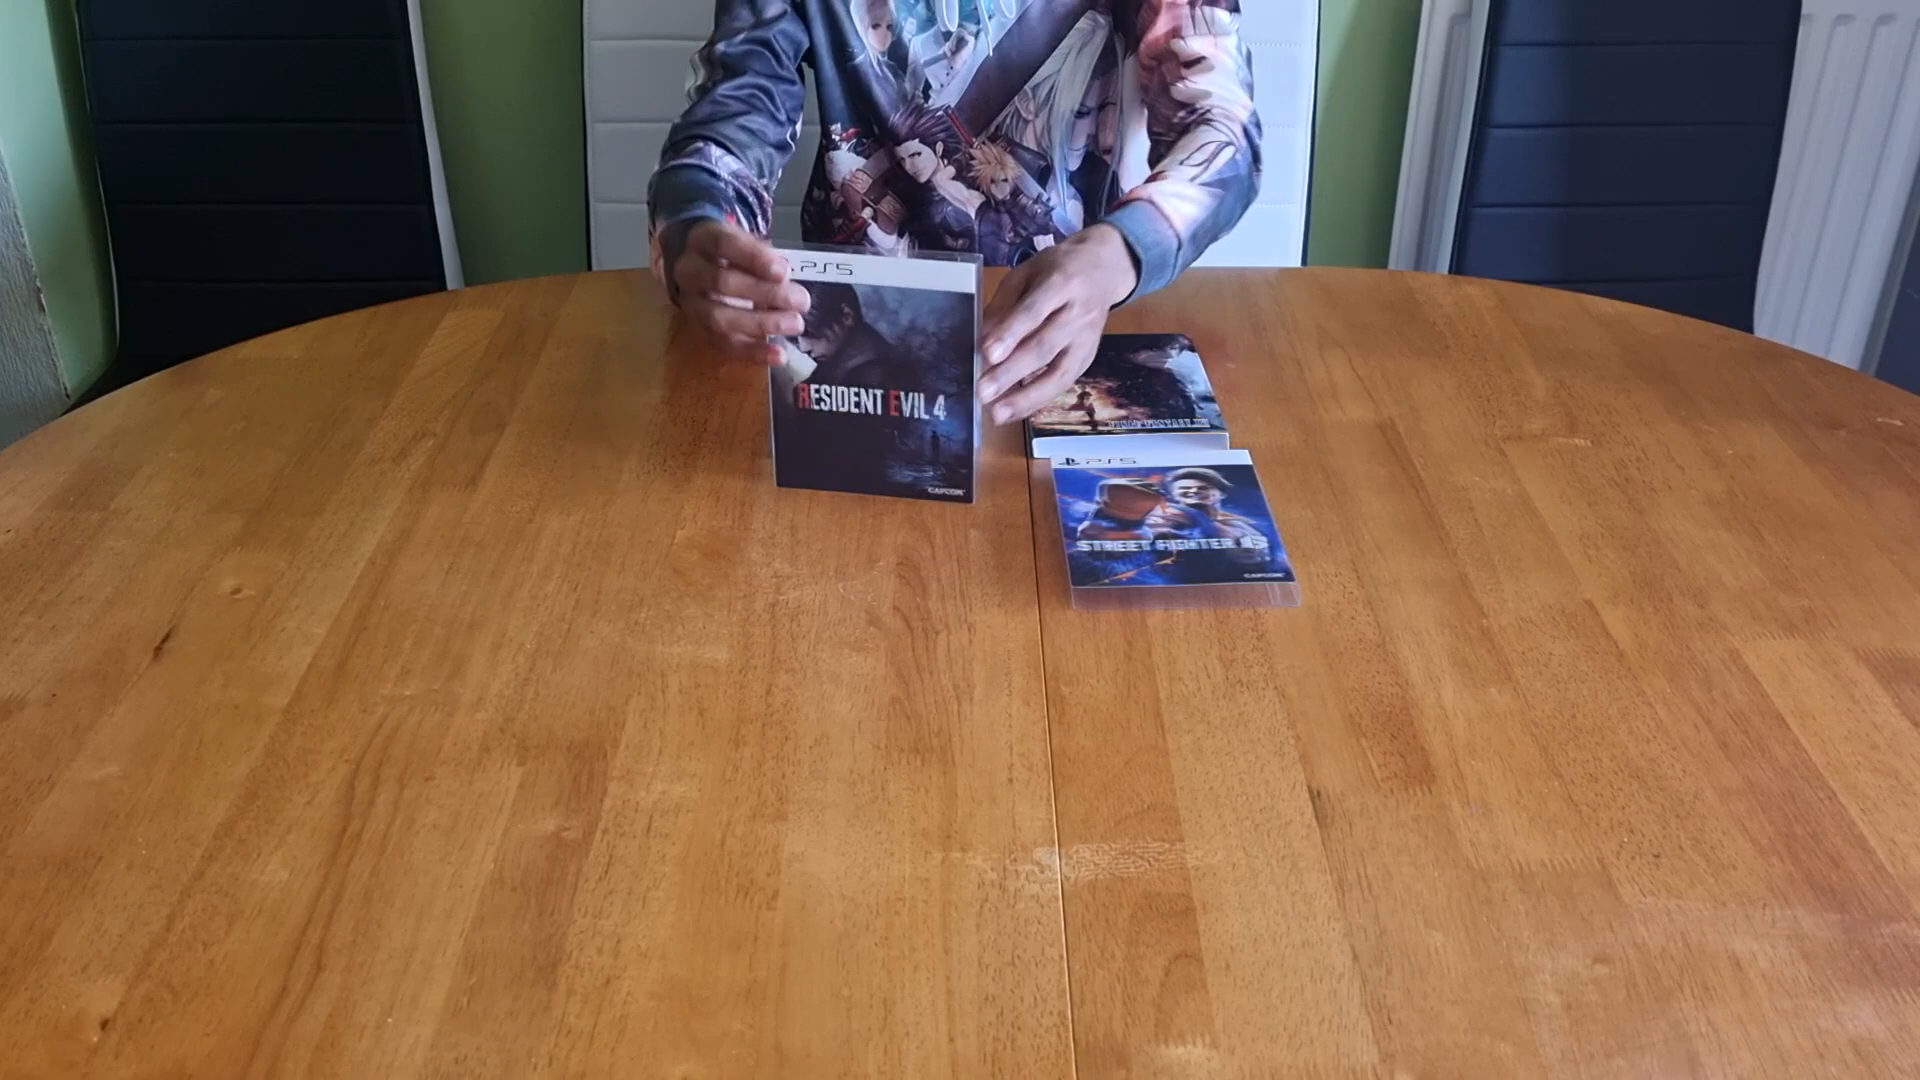 PS5
RESIDENT EVIL 4
CAPCOM
PS5
STREET FIGHTER 6
CAPCOM